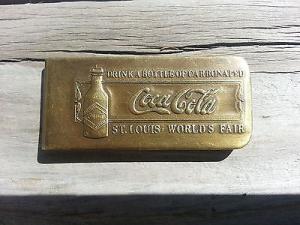 DRINK A BOTTLE OF CARBONATED
Coca-Cola
ST. LOUIS · WORLD'S FAIR